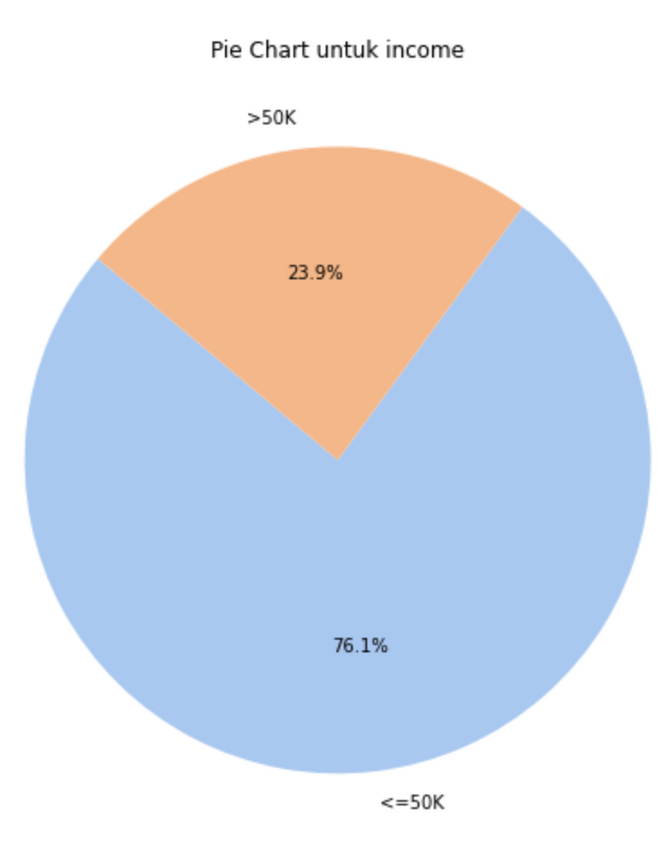 Pie Chart untuk income
>50K
23.9%
76.1%
<=50K